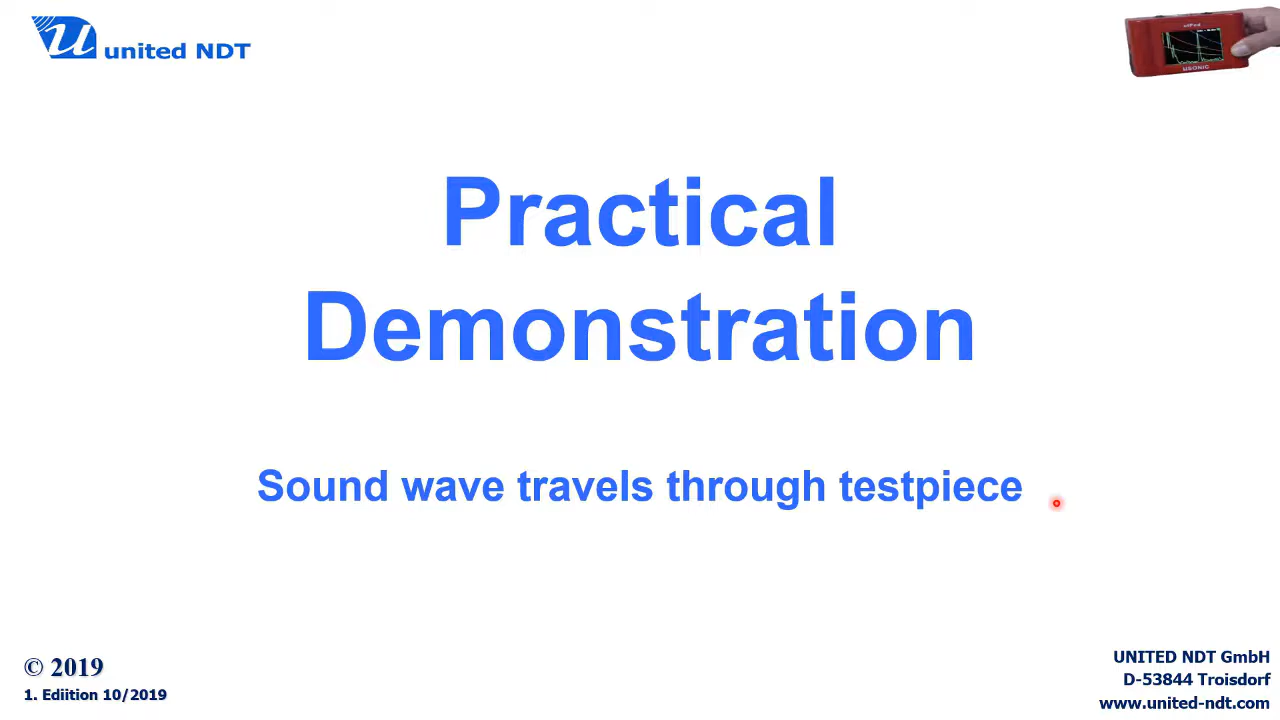 united NDT
USONIC
Practical
Demonstration
Sound wave travels through testpiece
© 2019
1. Ediition 10/2019
UNITED NDT GmbH
D-53844 Troisdorf
www.united-ndt.com